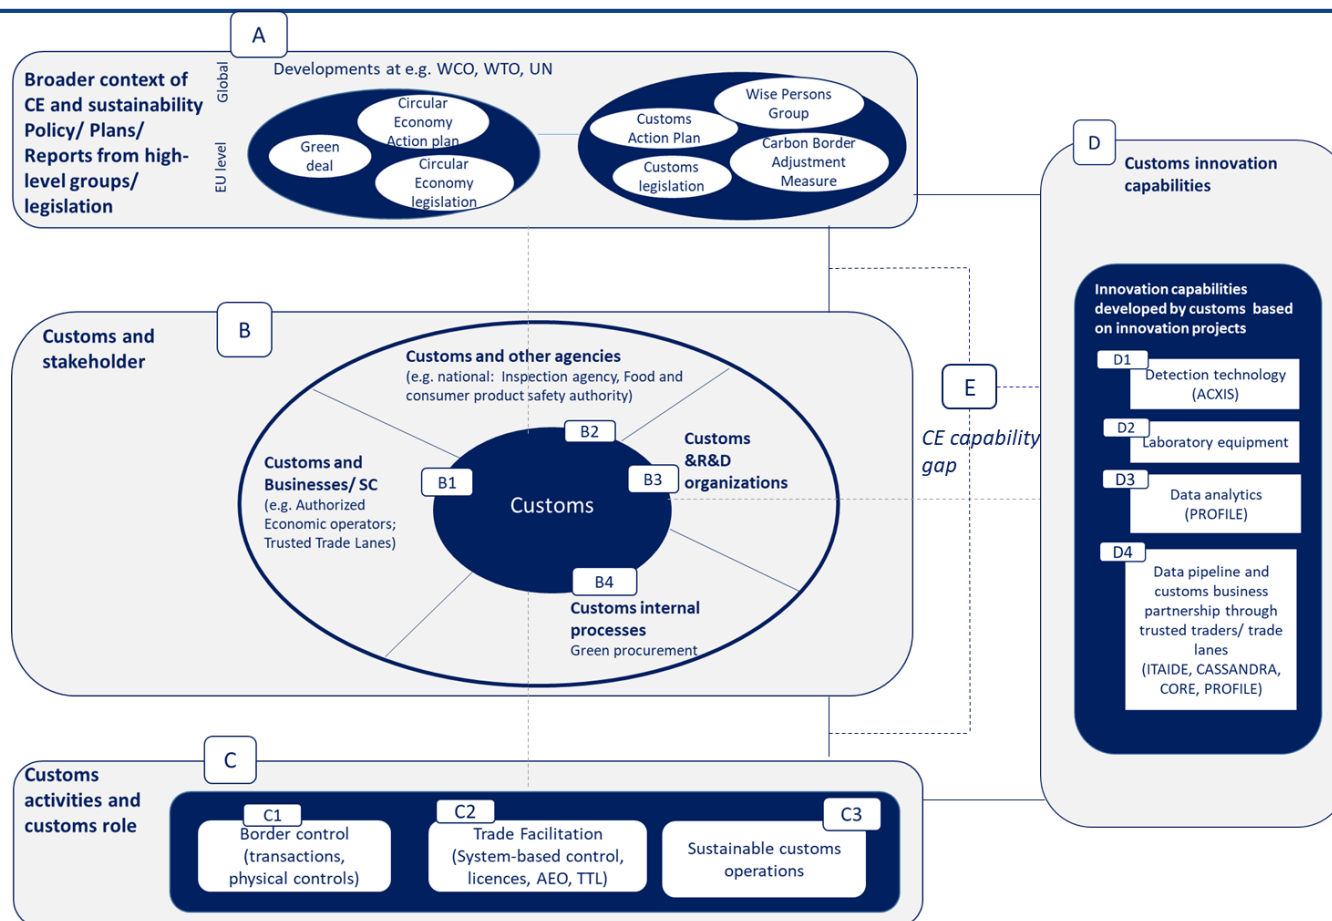 A
Broader context of
CE and sustainability
Policy/ Plans/
Reports from high-
level groups/
legislation
Global
EU level
Developments at e.g. WCO, WTO, UN
Circular
Economy
Action plan
Green
deal
Circular
Economy
legislation
Wise Persons
Group
Customs
Action Plan
Carbon Border
Adjustment
Measure
Customs
legislation
B
Customs and
stakeholder
Customs and other agencies
(e.g. national: Inspection agency, Food and
consumer product safety authority)
B2
Customs and
Businesses/ SC
(e.g. Authorized
Economic operators;
Trusted Trade Lanes)
B1
Customs
B3
Customs
&R&D
organizations
B4
Customs internal
processes
Green procurement
C
Customs
activities and
customs role
C1
Border control
(transactions,
physical controls)
C2
Trade Facilitation
(System-based control,
licences, AEO, TTL)
C3
Sustainable customs
operations
E
CE capability
gap
D
Customs innovation
capabilities
Innovation capabilities
developed by customs based
on innovation projects
D1
Detection technology
(ACXIS)
D2
Laboratory equipment
D3
Data analytics
(PROFILE)
D4
Data pipeline and
customs business
partnership through
trusted traders/ trade
lanes
(ITAIDE, CASSANDRA,
CORE, PROFILE)